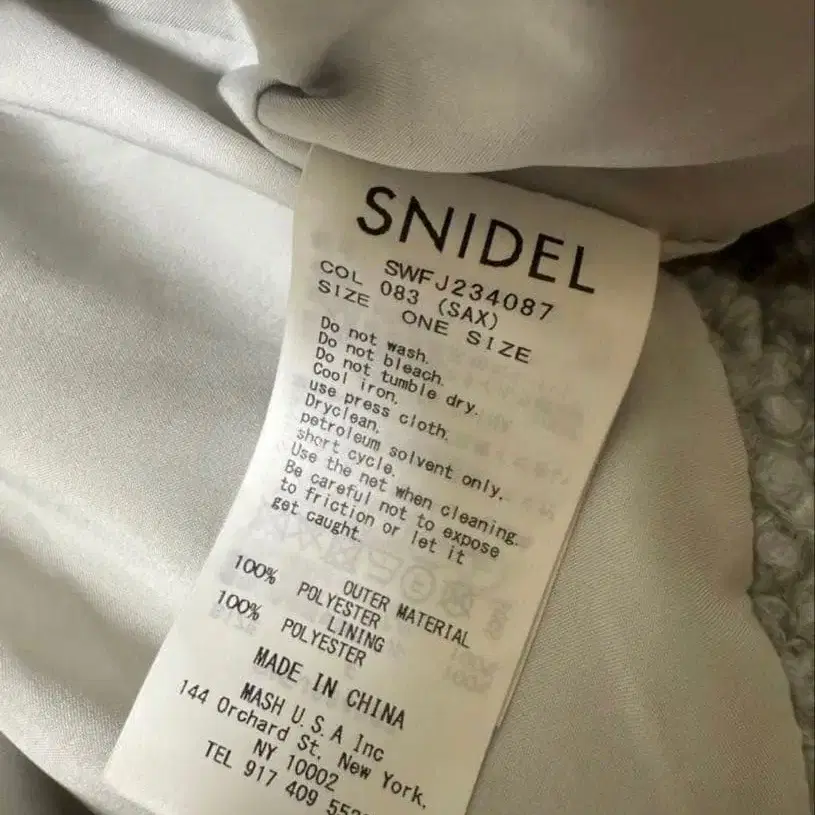 SNIDEL
SWFJ234087
COL 083 (SAX)
SIZE ONE SIZE
Do not wash.
Do not bleach.
Do not tumble dry.
Cool iron.
use press cloth.
Dryclean.
petroleum solvent only.
short cycle.
Use the net when cleaning.
Be careful not to expose
to friction or let it
get caught.
OUTER MATERIAL
100% POLYESTER
LINING
100% POLYESTER
MADE IN CHINA
MASH U.S.A Inc
144 Orchard St. New York,
NY 10002
TEL 917 409